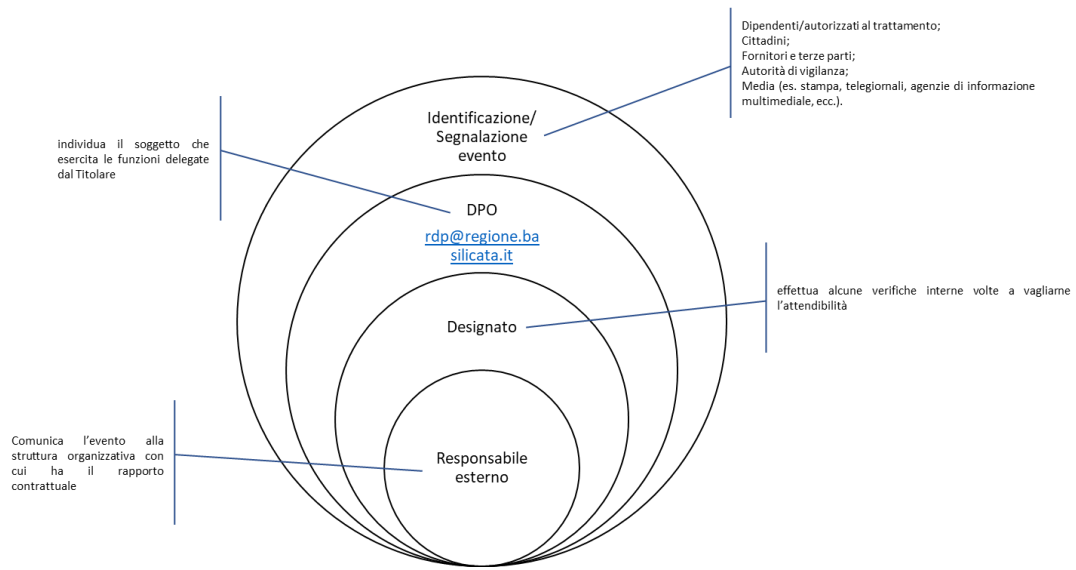 Dipendenti/autorizzati al trattamento;
Cittadini;
Fornitori e terze parti;
Autorità di vigilanza;
Media (es. stampa, telegiornali, agenzie di informazione
multimediale, ecc.).
Identificazione/
Segnalazione
evento
individua il soggetto che
esercita le funzioni delegate
dal Titolare
DPO
rdp@regione.ba
silicata.it
effettua alcune verifiche interne volte a vagliarne
l'attendibilità
Designato
Comunica l'evento alla
struttura organizzativa con
cui ha il rapporto
contrattuale
Responsabile
esterno